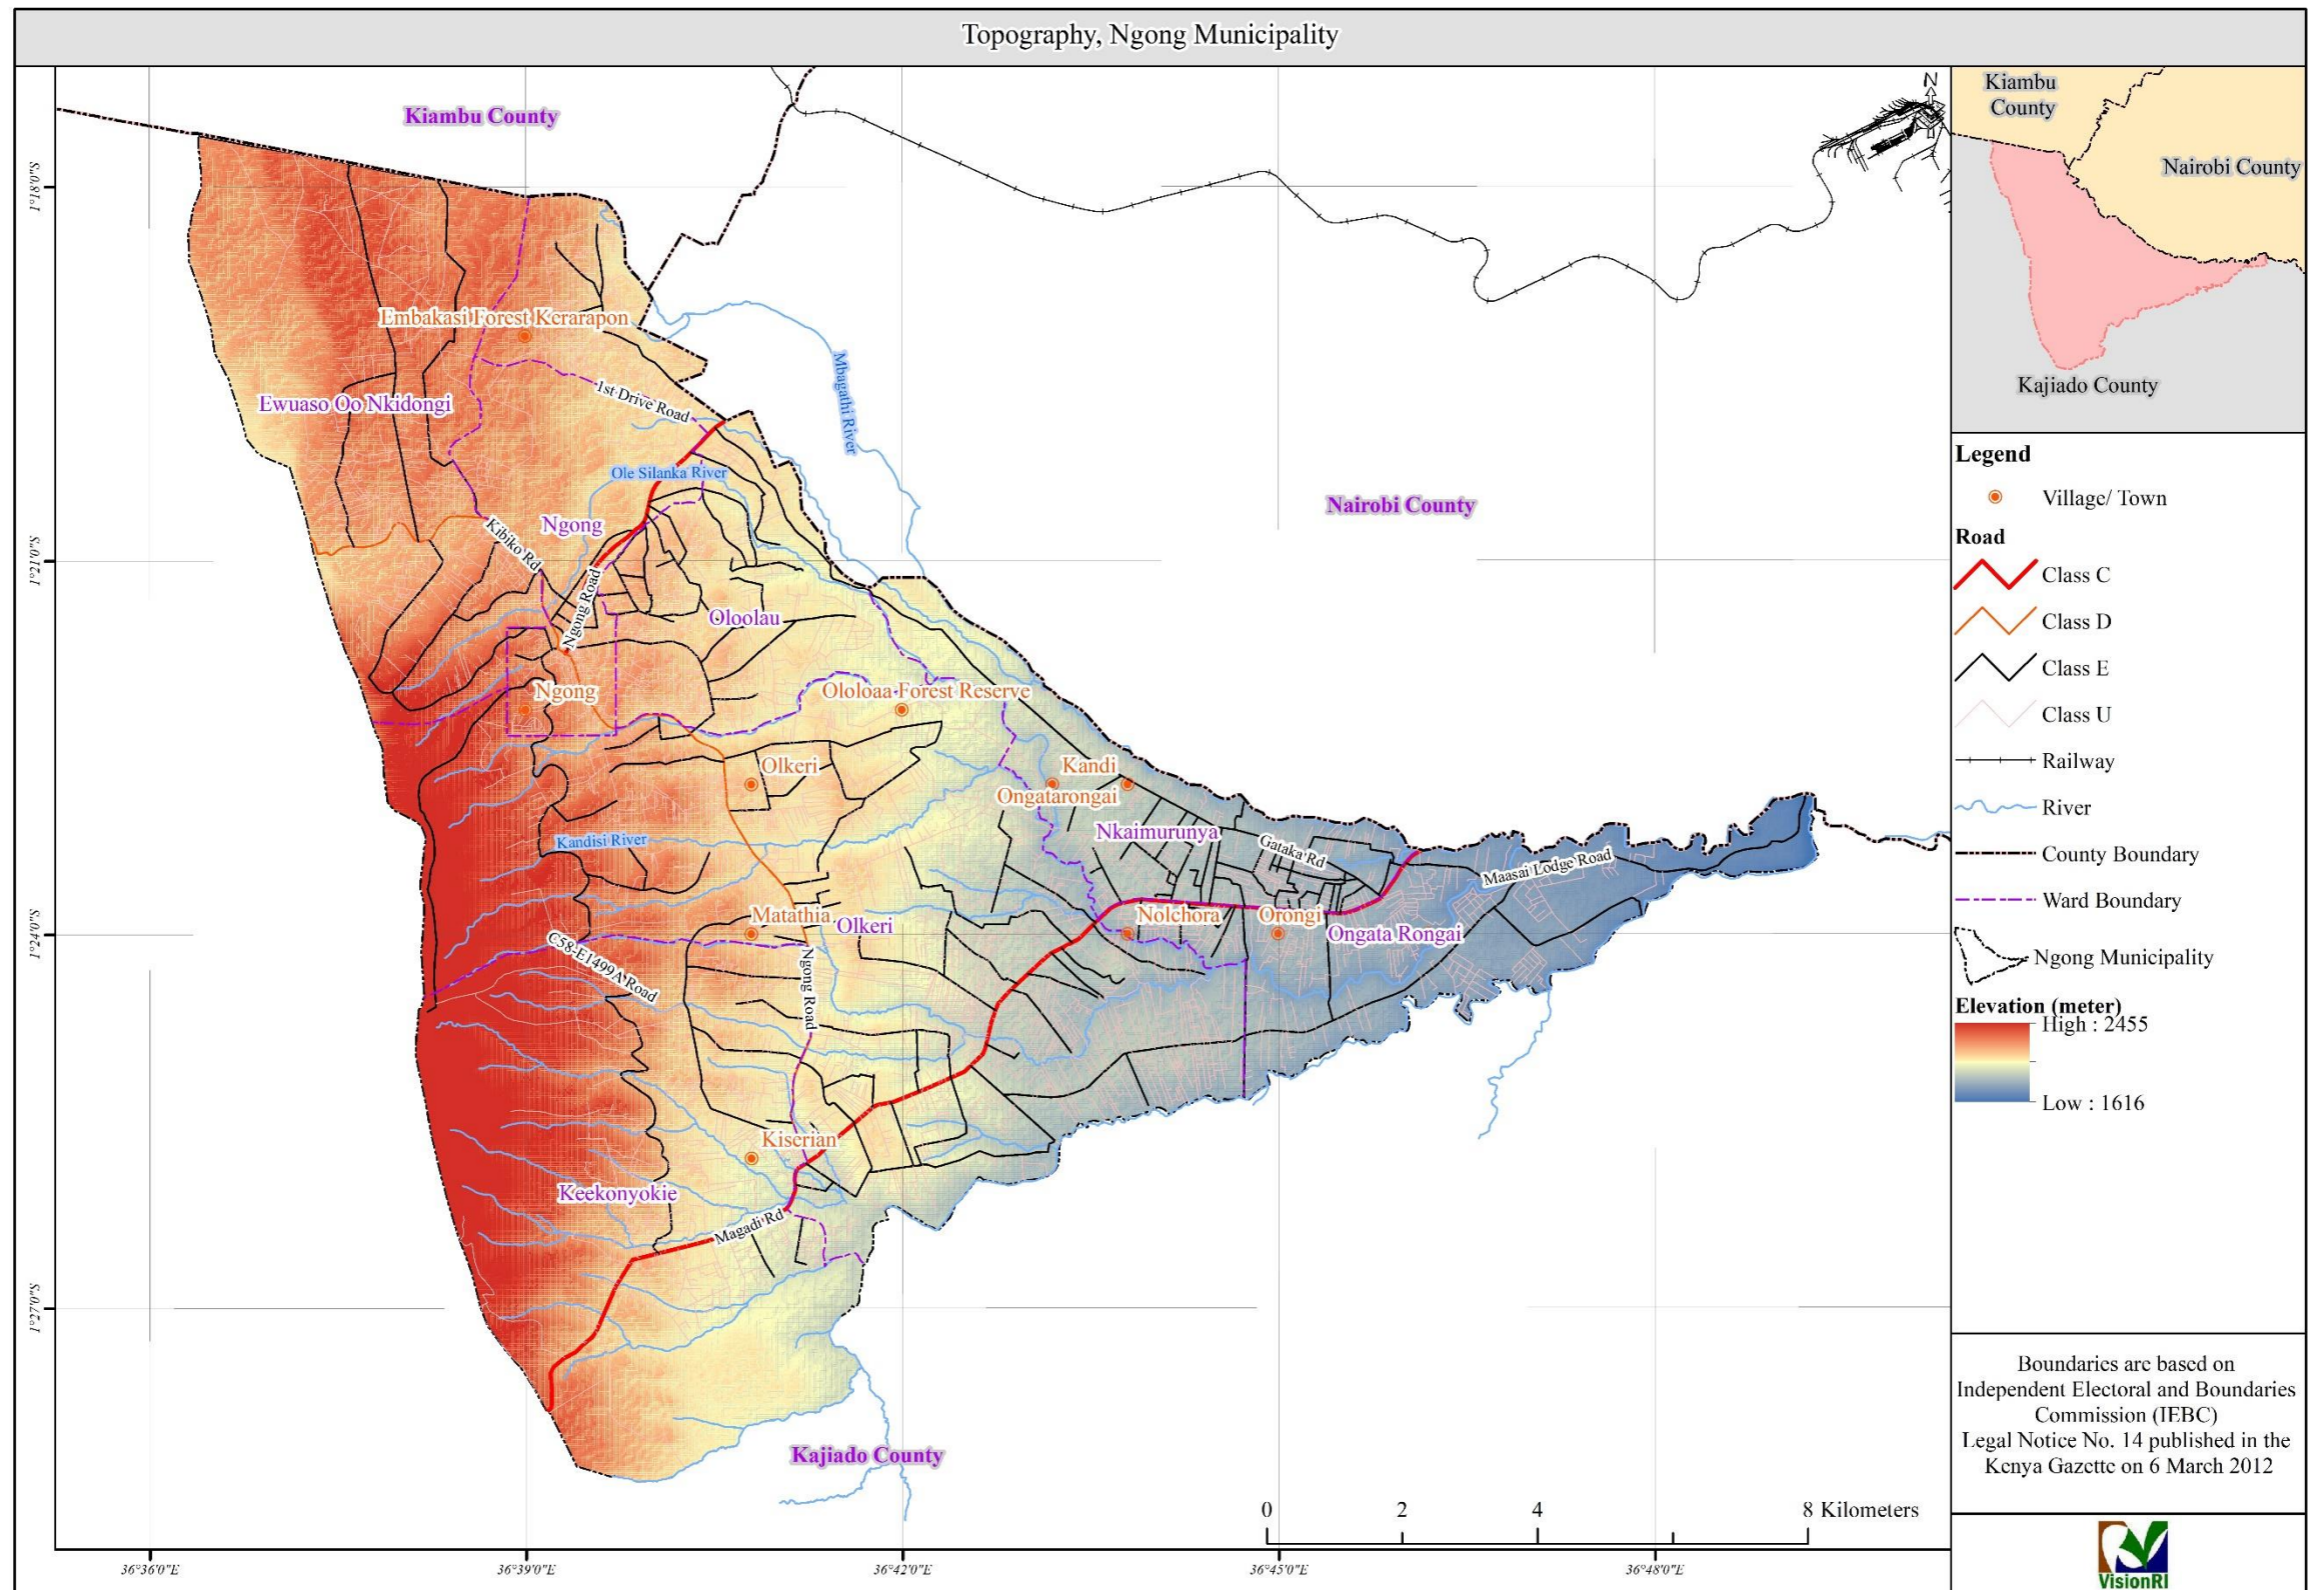 Topography, Ngong Municipality
Kiambu County
N
Embakasi Forest Kerarapon
Mbagathi River
1st Drive Road
Ewuaso Oo Nkidongi
Ole Silanka River
Nairobi County
Ngong
Kibiko Rd
Ngong Road
Oloolau
Ngong
Ololoaa Forest Reserve
Olkeri
Kandi
Ongatarongai
Nkaimurunya
Kandisi River
Gataka Rd
Maasai Lodge Road
Matathia
Olkeri
Nolchora
Orongi
Ongata Rongai
C58-E1499A Road
Ngong Road
Kiserian
Keekonyokie
Magadi Rd
Kajiado County
0 2 4 8 Kilometers
1°18'0"S
1°21'0"S
1°24'0"S
1°27'0"S
36°36'0"E 36°39'0"E 36°42'0"E 36°45'0"E 36°48'0"E
Kiambu
County
Nairobi County
Kajiado County
Legend
Village/ Town
Road
Class C
Class D
Class E
Class U
Railway
River
County Boundary
Ward Boundary
Ngong Municipality
Elevation (meter)
High : 2455
Low : 1616
Boundaries are based on
Independent Electoral and Boundaries
Commission (IEBC)
Legal Notice No. 14 published in the
Kenya Gazette on 6 March 2012
VisionRI